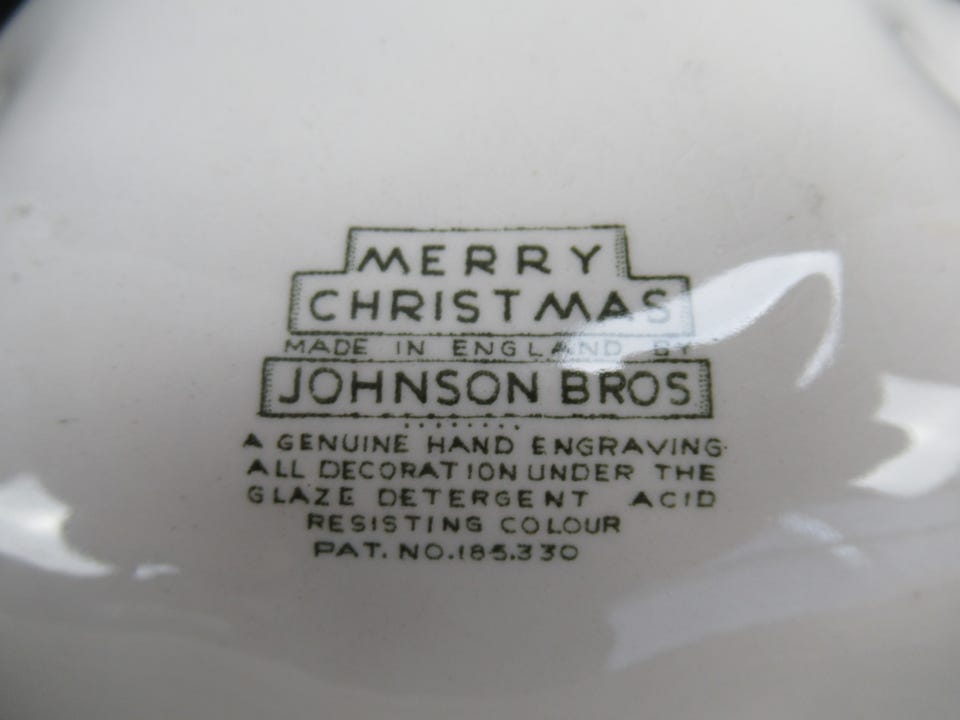 MERRY
CHRISTMAS
MADE IN ENGLAND BY
JOHNSON BROS
A GENUINE HAND ENGRAVING.
ALL DECORATION UNDER THE
GLAZE DETERGENT ACID
RESISTING COLOUR
PAT. NO.185.330